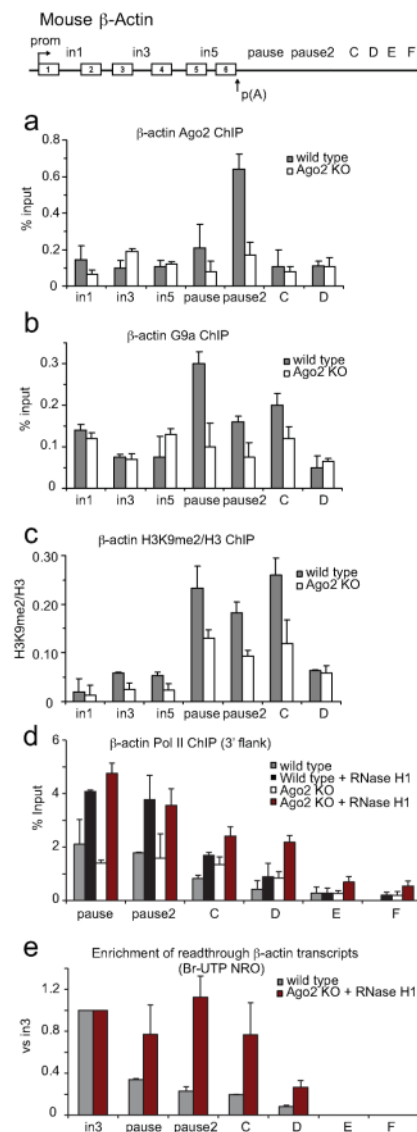 Mouse β-Actin
prom in1 in3 in5 pause pause2 C D E F
1 2 3 4 5 6
p(A)
a
β-actin Ago2 ChIP
wild type
Ago2 KO
% input
0.8
0.6
0.4
0.2
0
in1 in3 in5 pause pause2 C D
b
β-actin G9a ChIP
wild type
Ago2 KO
% input
0.3
0.2
0.1
0
in1 in3 in5 pause pause2 C D
c
β-actin H3K9me2/H3 ChIP
wild type
Ago2 KO
H3K9me2/H3
0.30
0.20
0.10
0
in1 in3 in5 pause pause2 C D
d
β-actin Pol II ChIP (3' flank)
wild type
Wild type + RNase H1
Ago2 KO
Ago2 KO + RNase H1
% Input
6
4
2
0
pause pause2 C D E F
e
Enrichment of readthrough β-actin transcripts
(Br-UTP NRO)
wild type
Ago2 KO + RNase H1
vs in3
1.0
0.8
0.6
0.4
0.2
0
in3 pause pause2 C D E F